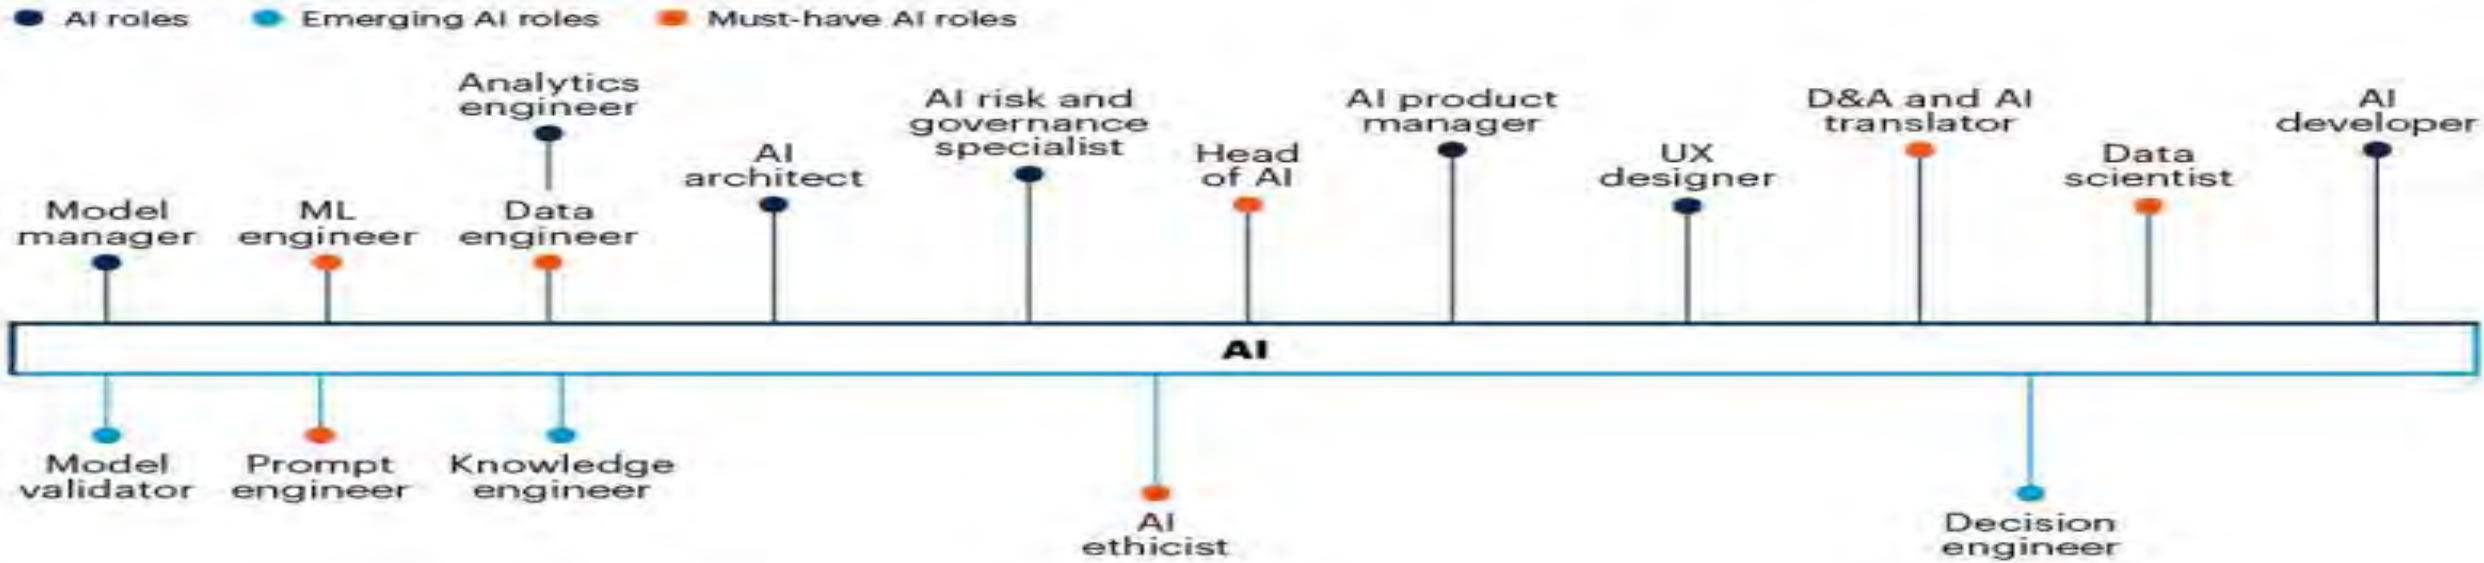 AI roles
Emerging AI roles
Must-have AI roles
Analytics
engineer
AI risk and
governance
specialist
AI product
manager
D&A and AI
translator
AI
developer
AI
architect
Head
of AI
UX
designer
Data
scientist
Model
manager
ML
engineer
Data
engineer
AI
Model
validator
Prompt
engineer
Knowledge
engineer
AI
ethicist
Decision
engineer